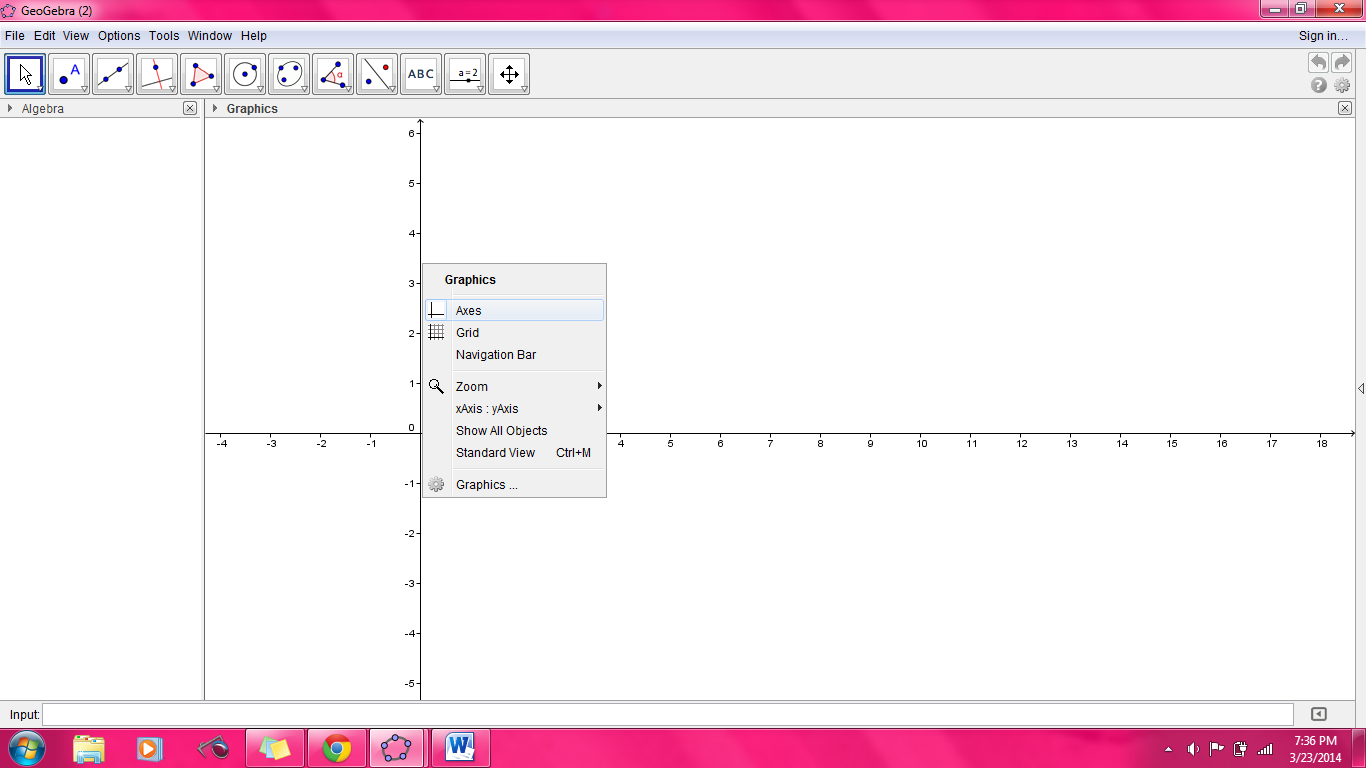 GeoGebra (2)
File Edit View Options Tools Window Help Sign in...
A α ABC a=2
Algebra
Graphics
6
5
4
3
2
1
0
-4 -3 -2 -1 4 5 6 7 8 9 10 11 12 13 14 15 16 17 18
-1
-2
-3
-4
-5
Graphics
Axes
Grid
Navigation Bar
Zoom
xAxis : yAxis
Show All Objects
Standard View Ctrl+M
Graphics ...
Input:
7:36 PM
3/23/2014